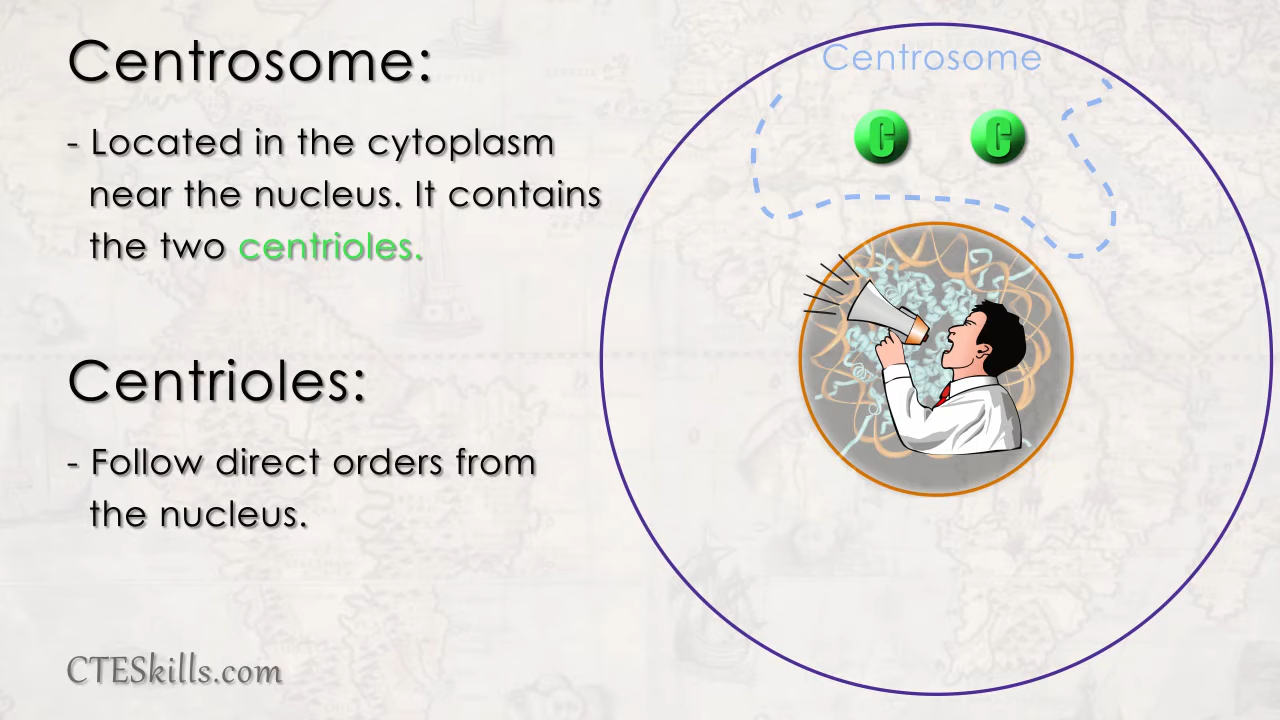 Centrosome:
- Located in the cytoplasm
near the nucleus. It contains
the two centrioles.
Centrioles:
- Follow direct orders from
the nucleus.
CTESkills.com
Centrosome
C C